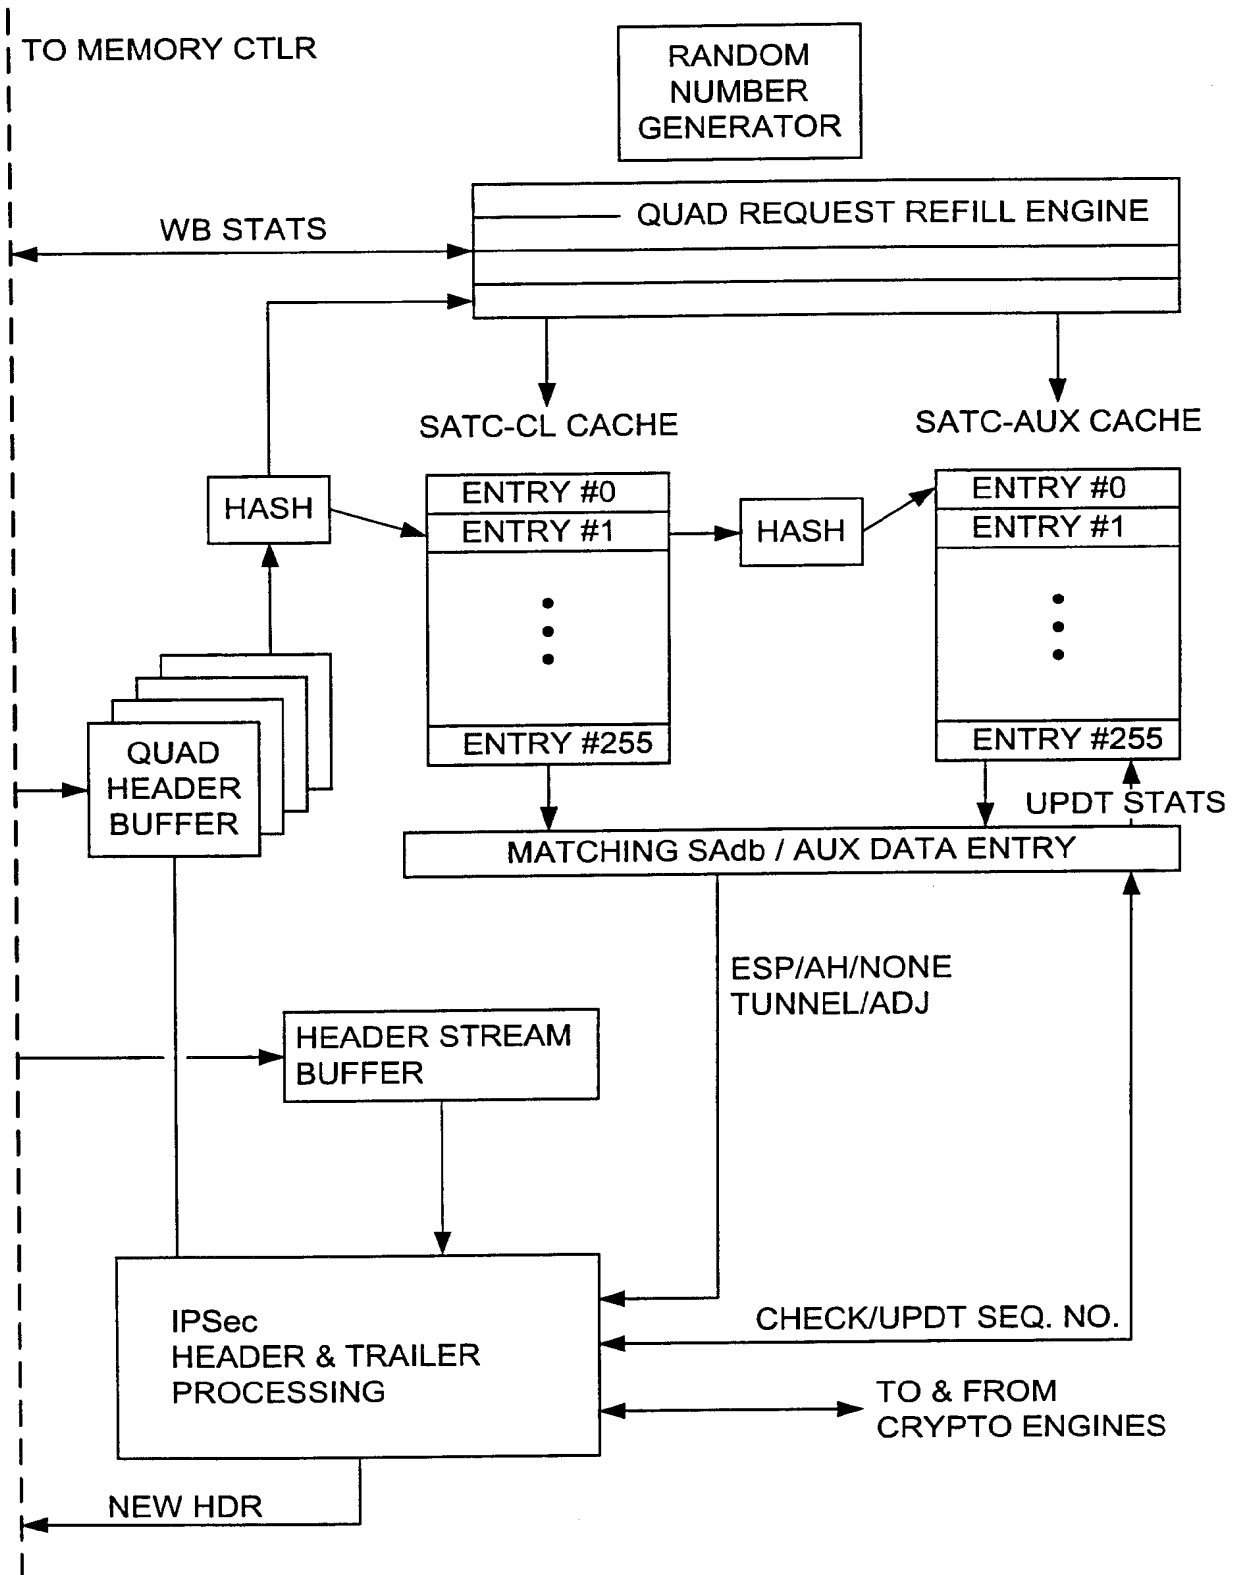 TO MEMORY CTLR
RANDOM
NUMBER
GENERATOR
QUAD REQUEST REFILL ENGINE
WB STATS
SATC-CL CACHE
SATC-AUX CACHE
HASH
ENTRY #0
ENTRY #1
ENTRY #255
HASH
ENTRY #0
ENTRY #1
ENTRY #255
QUAD
HEADER
BUFFER
UPDT STATS
MATCHING SAdb / AUX DATA ENTRY
ESP/AH/NONE
TUNNEL/ADJ
HEADER STREAM
BUFFER
IPSec
HEADER & TRAILER
PROCESSING
CHECK/UPDT SEQ. NO.
TO & FROM
CRYPTO ENGINES
NEW HDR